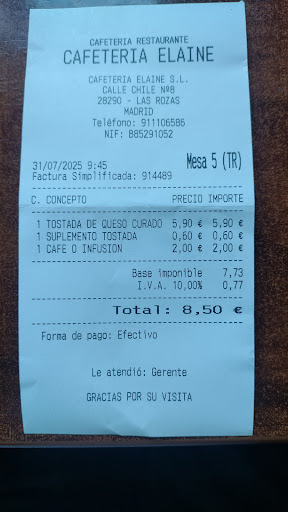 CAFETERIA RESTAURANTE
CAFETERIA ELAINE
CAFETERIA ELAINE S.L.
CALLE CHILE Nº8
28290 - LAS ROZAS
MADRID
Teléfono: 911106586
NIF: B85291052
31/07/2025 9:45 Mesa 5 (TR)
Factura Simplificada: 914489
C. CONCEPTO PRECIO IMPORTE
1 TOSTADA DE QUESO CURADO 5,90 € 5,90 €
1 SUPLEMENTO TOSTADA 0,60 € 0,60 €
1 CAFE O INFUSION 2,00 € 2,00 €
Base imponible 7,73
I.V.A. 10,00% 0,77
Total: 8,50 €
Forma de pago: Efectivo
Le atendió: Gerente
GRACIAS POR SU VISITA